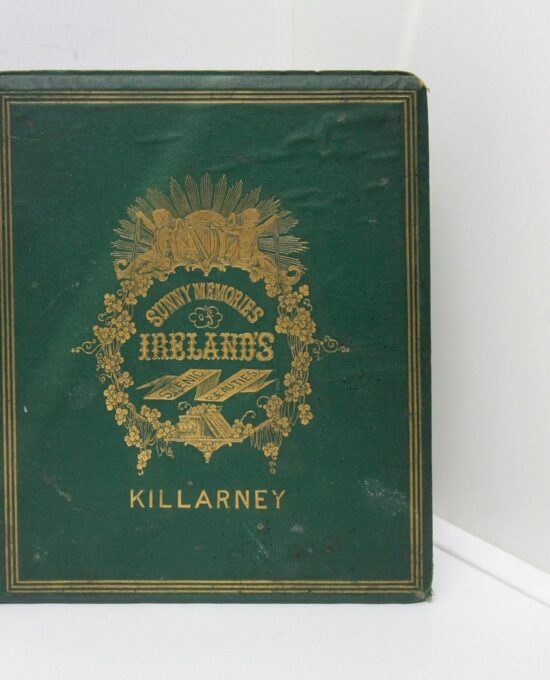 SUNNY MEMORIES
OF
IRELAND'S
SCENIC BEAUTIES
KILLARNEY